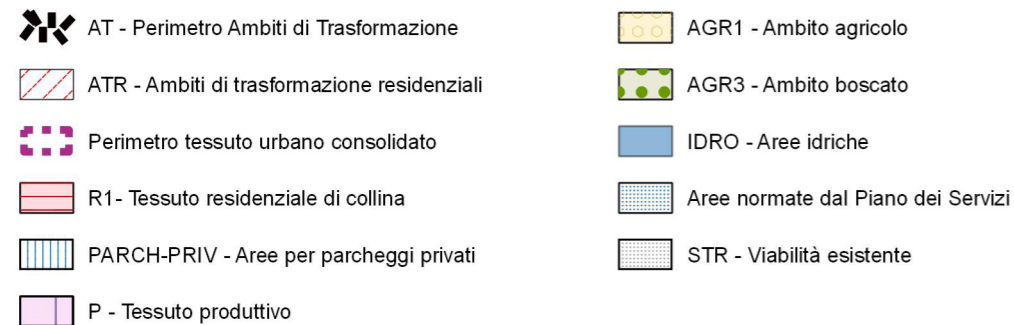 AT - Perimetro Ambiti di Trasformazione
ATR - Ambiti di trasformazione residenziali
Perimetro tessuto urbano consolidato
R1- Tessuto residenziale di collina
PARCH-PRIV - Aree per parcheggi privati
P - Tessuto produttivo
AGR1 - Ambito agricolo
AGR3 - Ambito boscato
IDRO - Aree idriche
Aree normate dal Piano dei Servizi
STR - Viabilità esistente